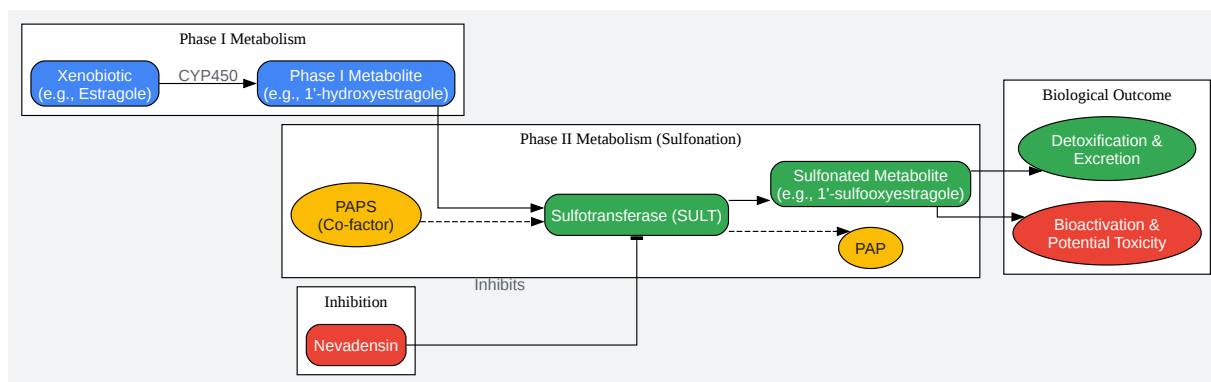 Phase I Metabolism
Xenobiotic
(e.g., Estragole)
CYP450
Phase I Metabolite
(e.g., 1'-hydroxyestragole)
Phase II Metabolism (Sulfonation)
PAPS
(Co-factor)
Sulfotransferase (SULT)
Sulfonated Metabolite
(e.g., 1'-sulfooxyestragole)
PAP
Biological Outcome
Detoxification &
Excretion
Bioactivation &
Potential Toxicity
Inhibits
Inhibition
Nevadensin